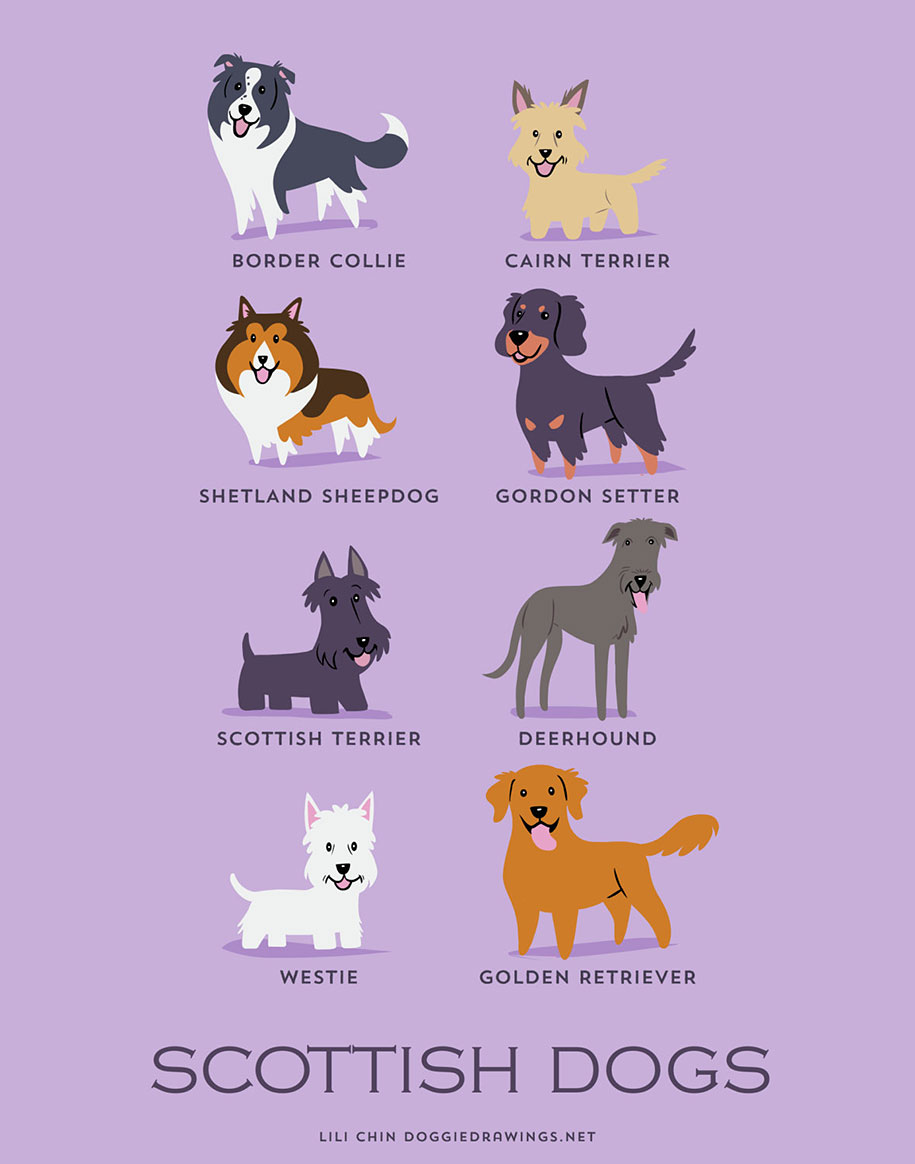 BORDER COLLIE
CAIRN TERRIER
SHETLAND SHEEPDOG
GORDON SETTER
SCOTTISH TERRIER
DEERHOUND
WESTIE
GOLDEN RETRIEVER
SCOTTISH DOGS
LILI CHIN DOGGIEDRAWINGS.NET